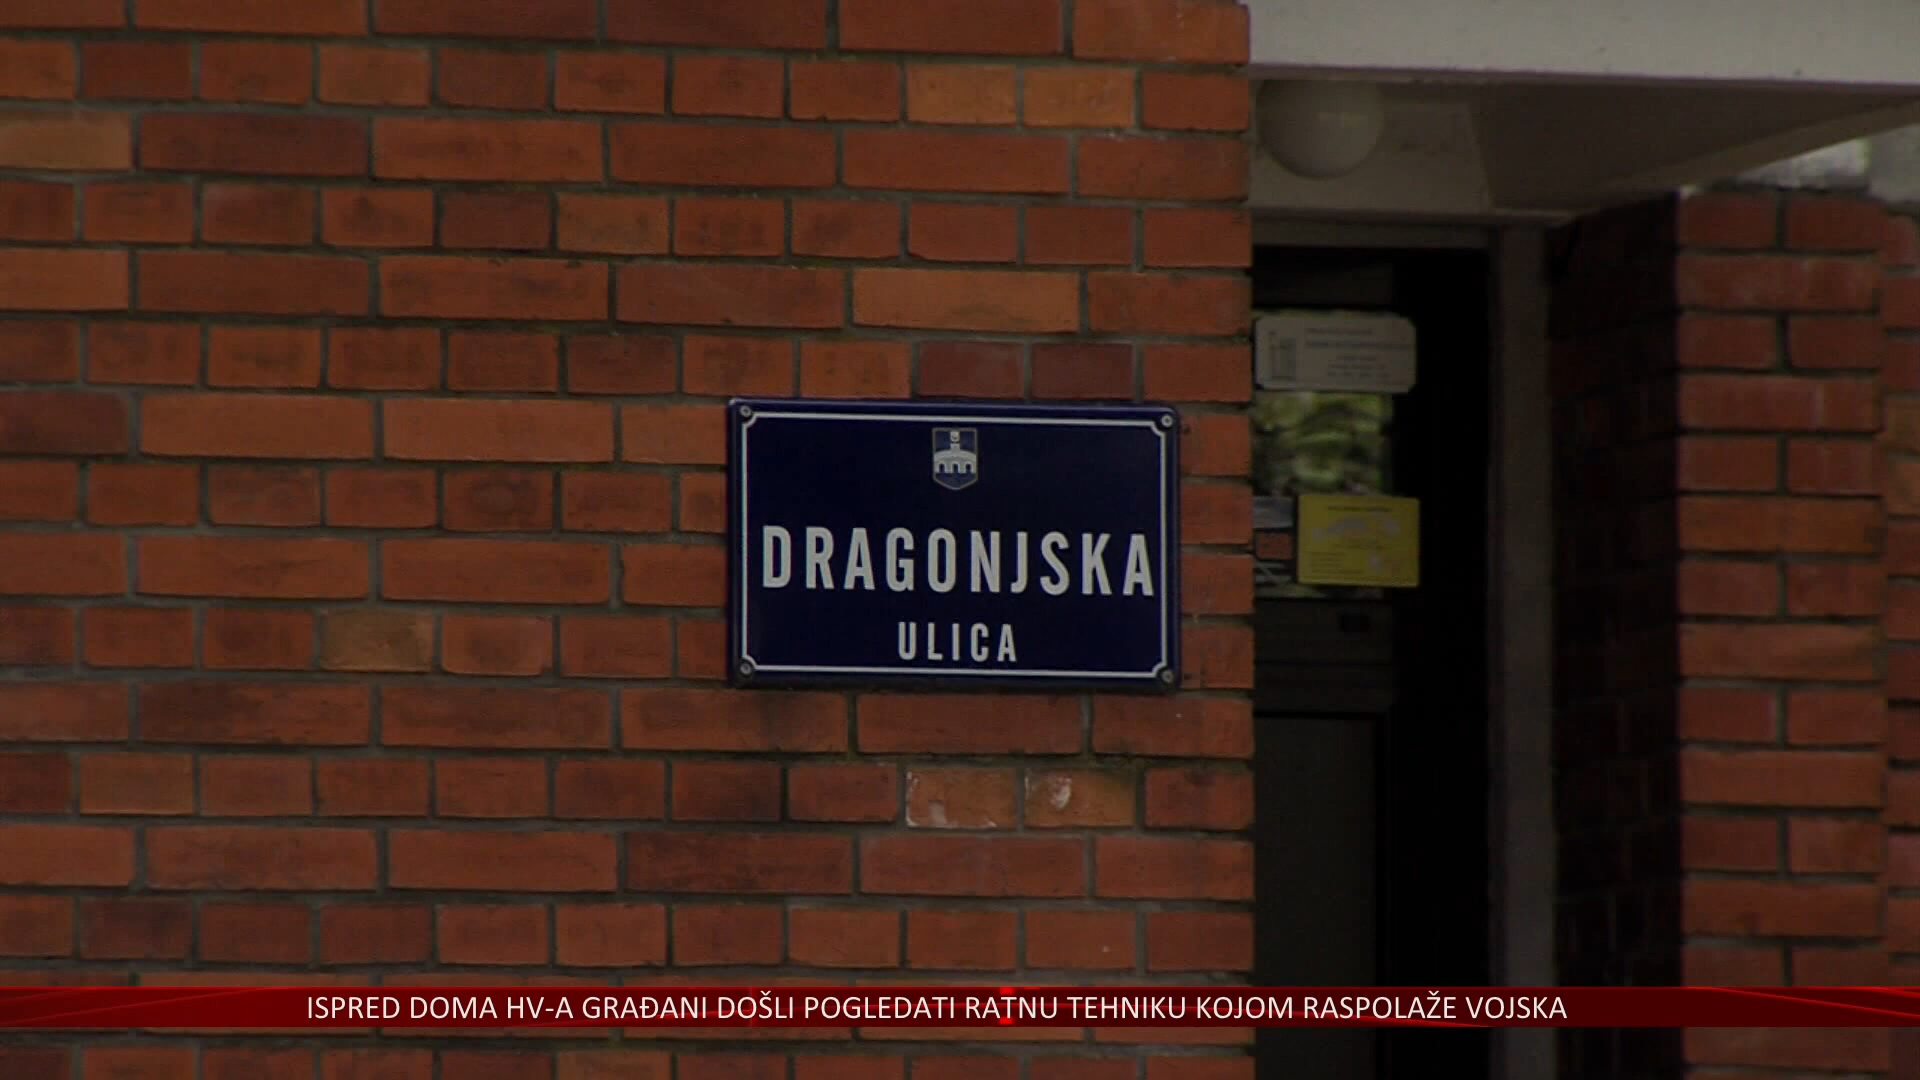 DRAGONJSKA
ULICA
ISPRED DOMA HV-A GRAĐANI DOŠLI POGLEDATI RATNU TEHNIKU KOJOM RASPOLAŽE VOJSKA